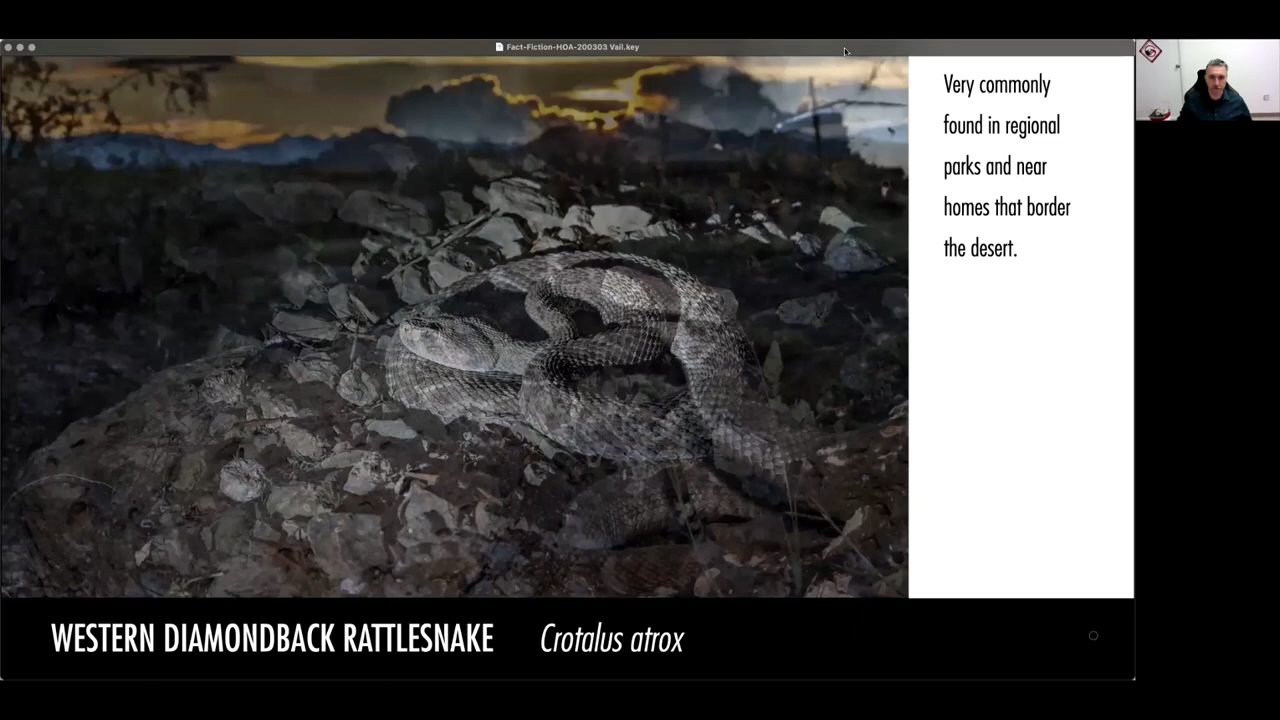 Fact-Fiction-HOA-200303 Vail.key
Very commonly
found in regional
parks and near
homes that border
the desert.
WESTERN DIAMONDBACK RATTLESNAKE Crotalus atrox